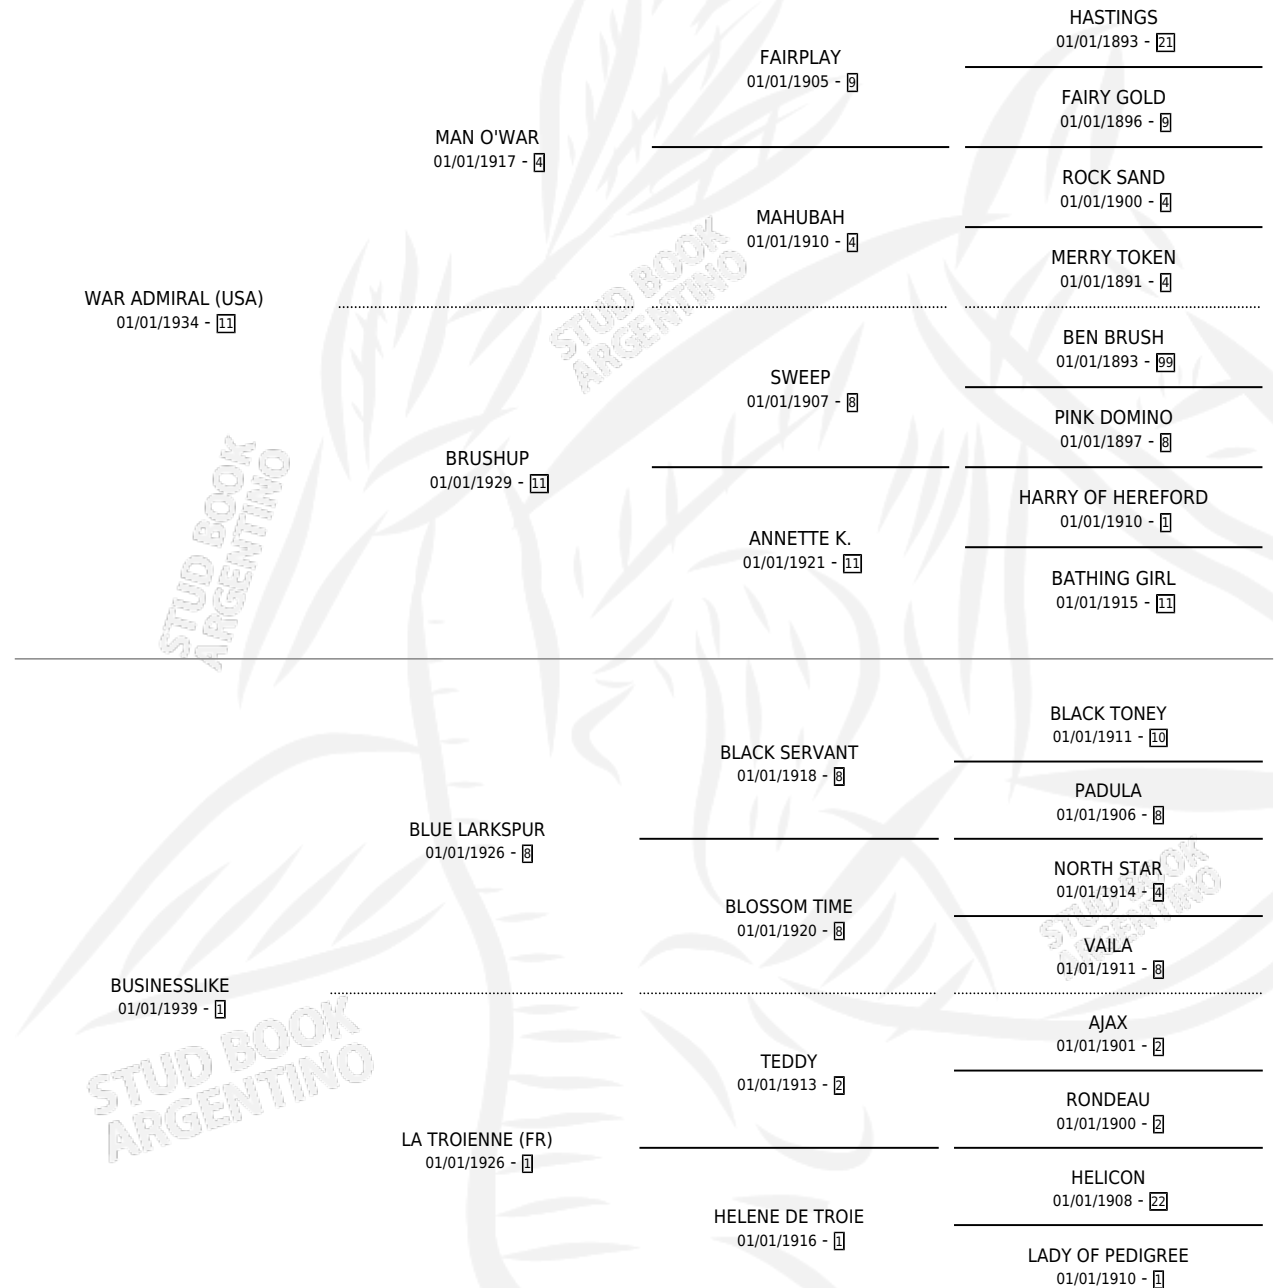 HASTINGS
01/01/1893 - 21
FAIRPLAY
01/01/1905 - 9
FAIRY GOLD
01/01/1896 - 9
MAN O'WAR
01/01/1917 - 4
ROCK SAND
01/01/1900 - 4
MAHUBAH
01/01/1910 - 4
MERRY TOKEN
01/01/1891 - 4
WAR ADMIRAL (USA)
01/01/1934 - 11
BEN BRUSH
01/01/1893 - 99
SWEEP
01/01/1907 - 8
PINK DOMINO
01/01/1897 - 8
BRUSHUP
01/01/1929 - 11
HARRY OF HEREFORD
01/01/1910 - 1
ANNETTE K.
01/01/1921 - 11
BATHING GIRL
01/01/1915 - 11
BLACK TONEY
01/01/1911 - 10
BLACK SERVANT
01/01/1918 - 8
PADULA
01/01/1906 - 8
BLUE LARKSPUR
01/01/1926 - 8
NORTH STAR
01/01/1914 - 4
BLOSSOM TIME
01/01/1920 - 8
VAILA
01/01/1911 - 8
BUSINESSLIKE
01/01/1939 - 1
AJAX
01/01/1901 - 2
TEDDY
01/01/1913 - 2
RONDEAU
01/01/1900 - 2
LA TROIENNE (FR)
01/01/1926 - 1
HELICON
01/01/1908 - 22
HELENE DE TROIE
01/01/1916 - 1
LADY OF PEDIGREE
01/01/1910 - 1
STUD BOOK
ARGENTINO
STUD BOOK
ARGENTINO
STUD BOOK
ARGENTINO
STUD BOOK
ARGENTINO